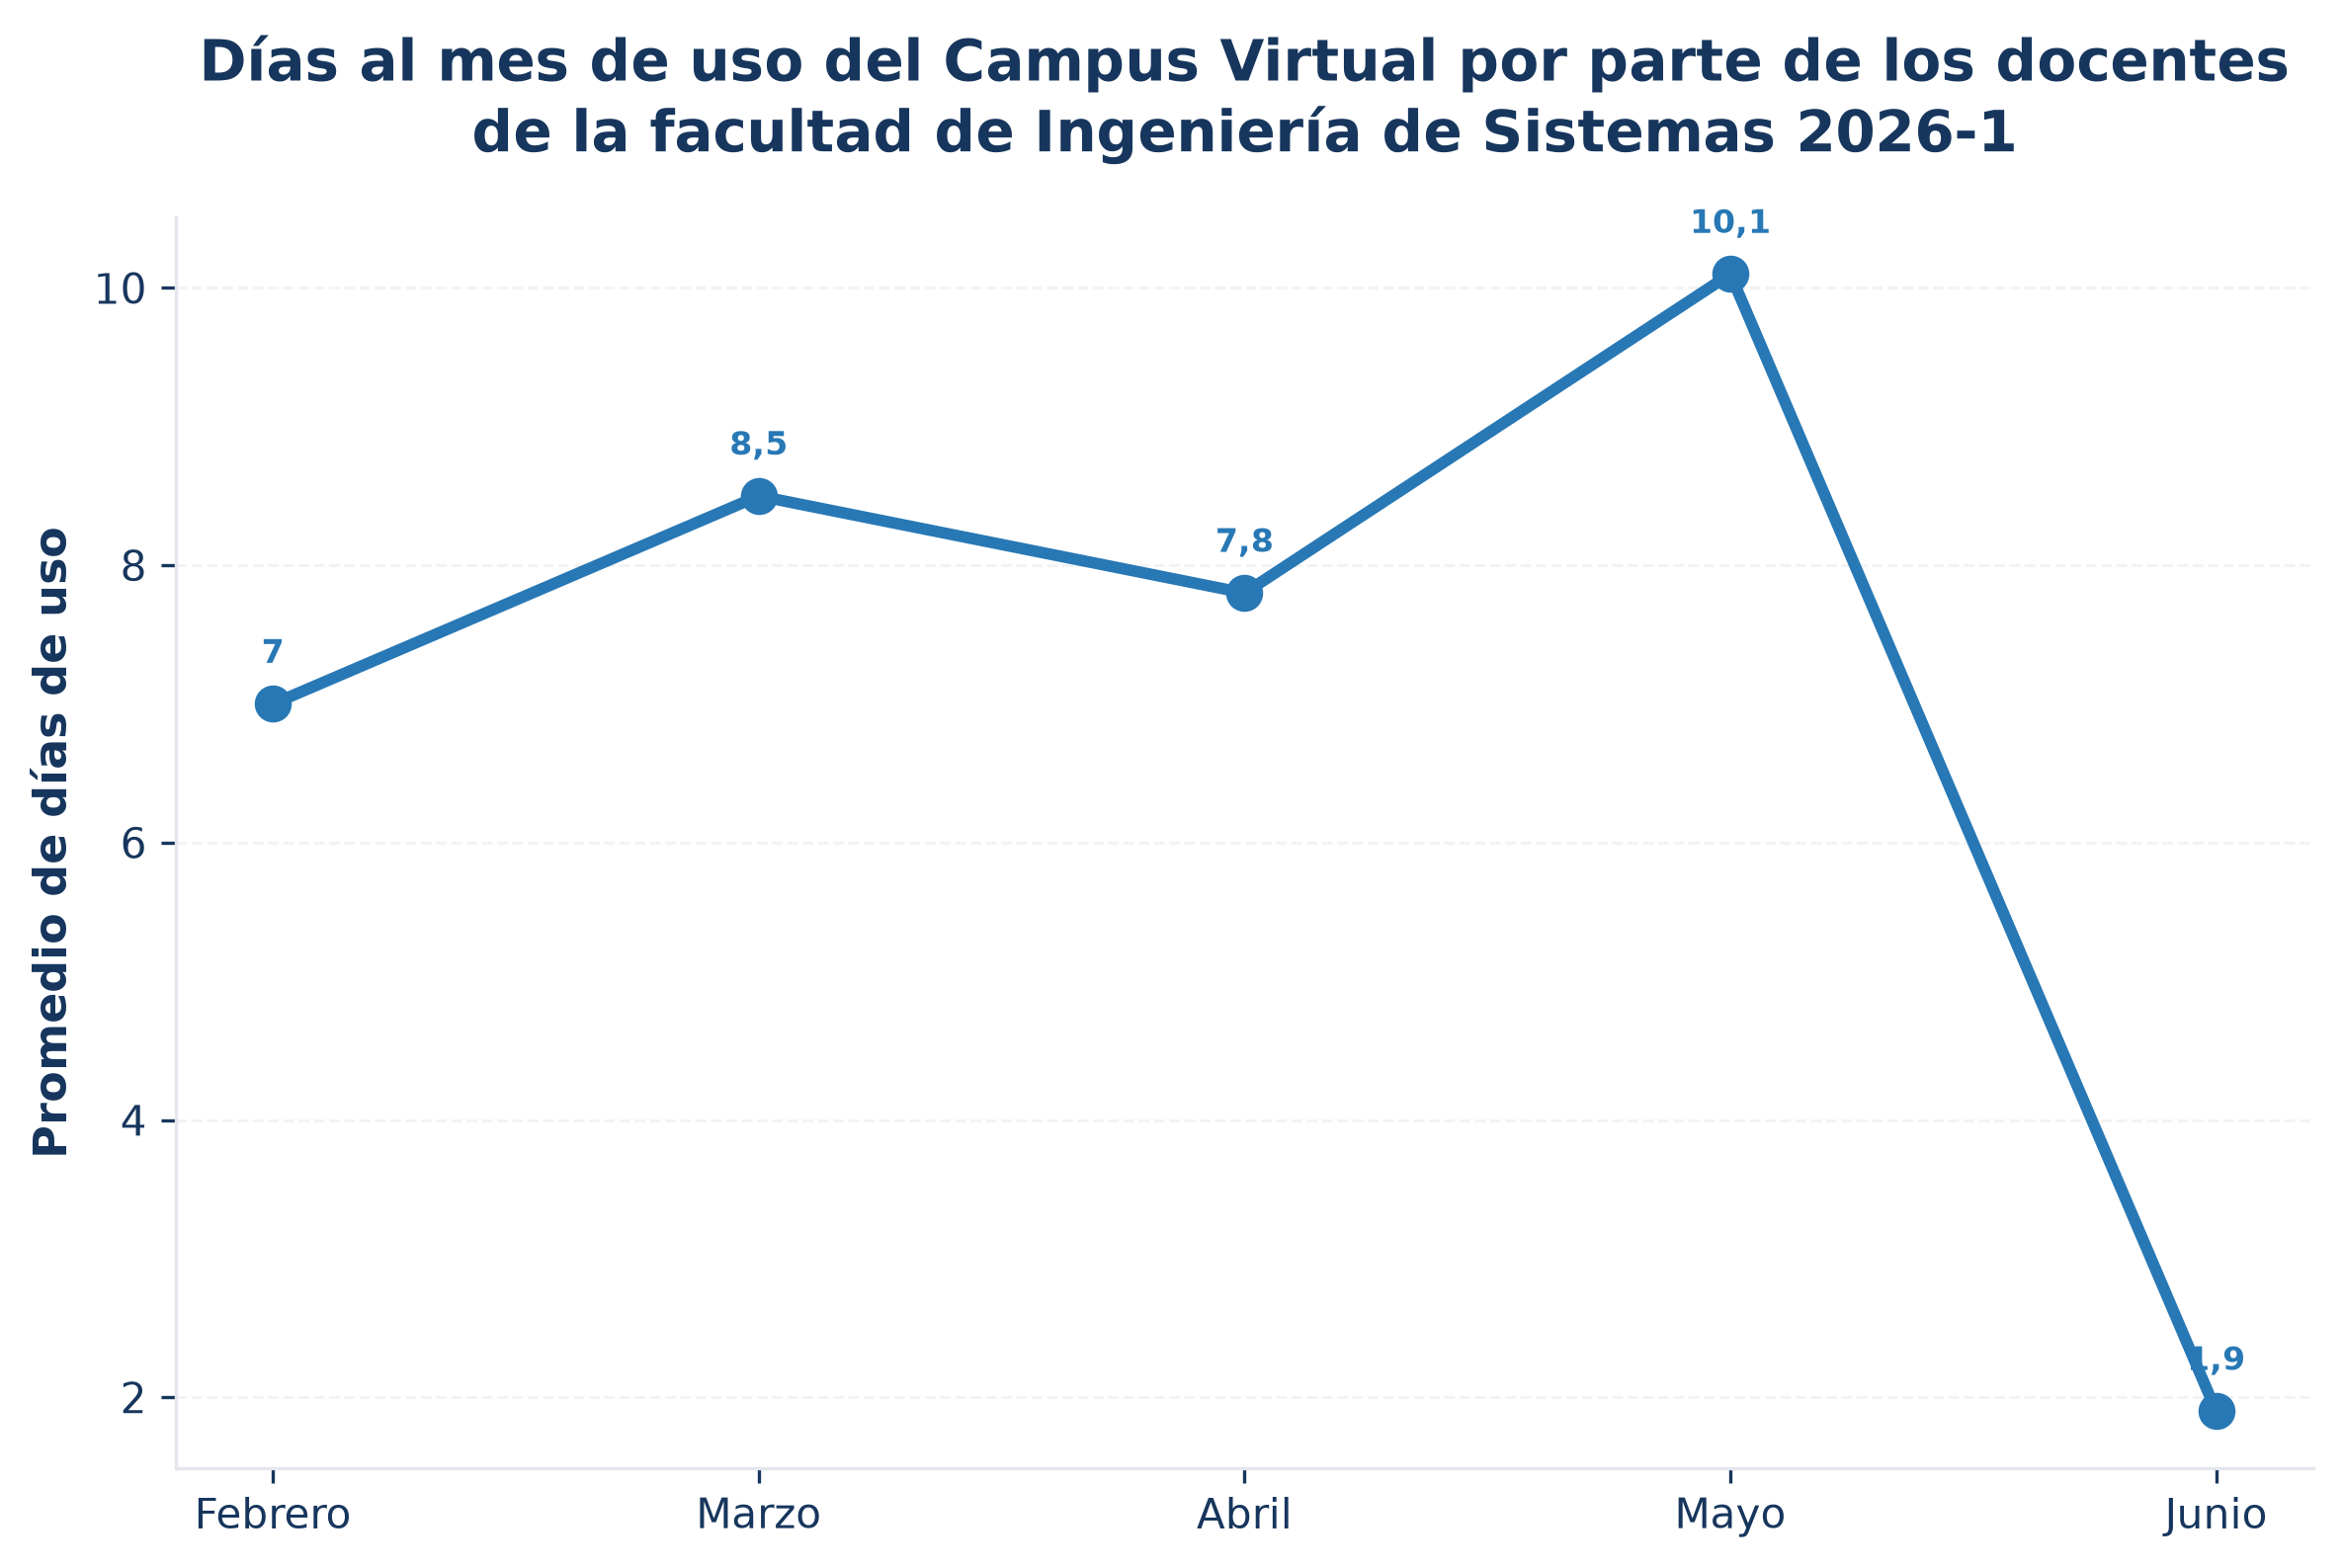 Días al mes de uso del Campus Virtual por parte de los docentes
de la facultad de Ingeniería de Sistemas 2026-1
Promedio de días de uso
10
8
6
4
2
7
8,5
7,8
10,1
1,9
Febrero
Marzo
Abril
Mayo
Junio